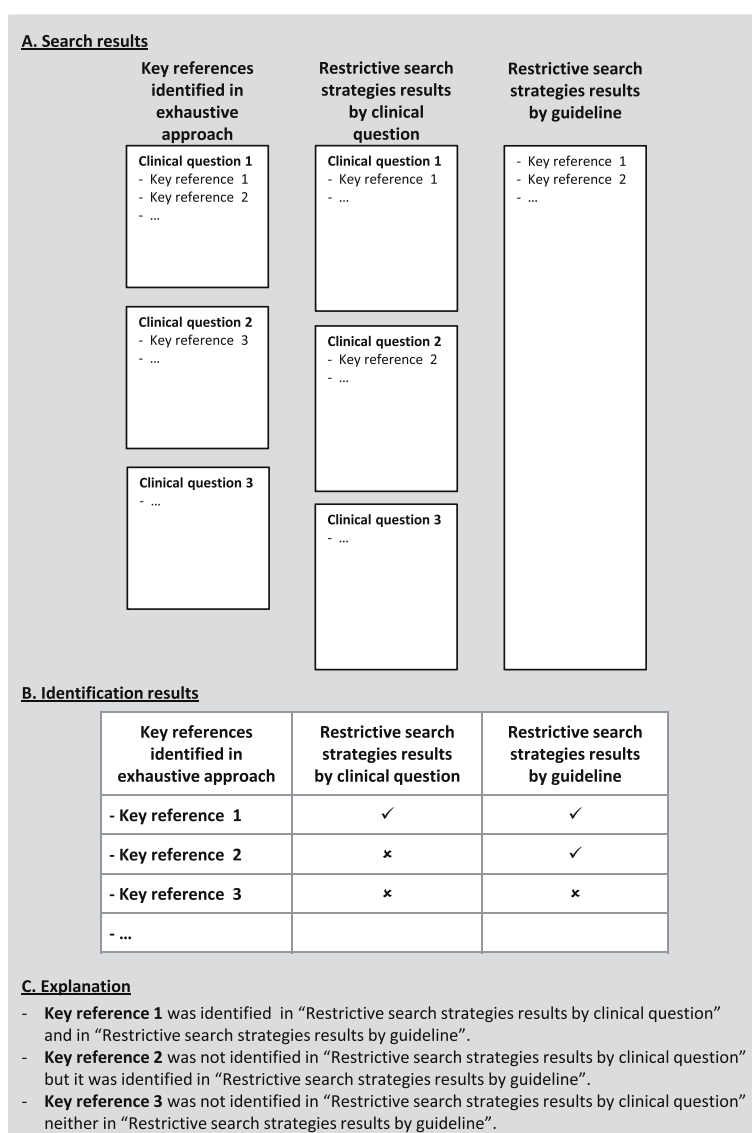 A. Search results
Key references
identified in
exhaustive
approach
Restrictive search
strategies results
by clinical
question
Restrictive search
strategies results
by guideline
Clinical question 1
- Key reference 1
- Key reference 2
- ...
Clinical question 2
- Key reference 3
- ...
Clinical question 3
- ...
Clinical question 1
- Key reference 1
- ...
Clinical question 2
- Key reference 2
- ...
Clinical question 3
- ...
- Key reference 1
- Key reference 2
- ...
B. Identification results
Key references
identified in
exhaustive approach
Restrictive search
strategies results
by clinical question
Restrictive search
strategies results
by guideline
- Key reference 1 ✓ ✓
- Key reference 2 ✗ ✓
- Key reference 3 ✗ ✗
- ...
C. Explanation
- Key reference 1 was identified in “Restrictive search strategies results by clinical question”
and in “Restrictive search strategies results by guideline”.
- Key reference 2 was not identified in “Restrictive search strategies results by clinical question”
but it was identified in “Restrictive search strategies results by guideline”.
- Key reference 3 was not identified in “Restrictive search strategies results by clinical question”
neither in “Restrictive search strategies results by guideline”.